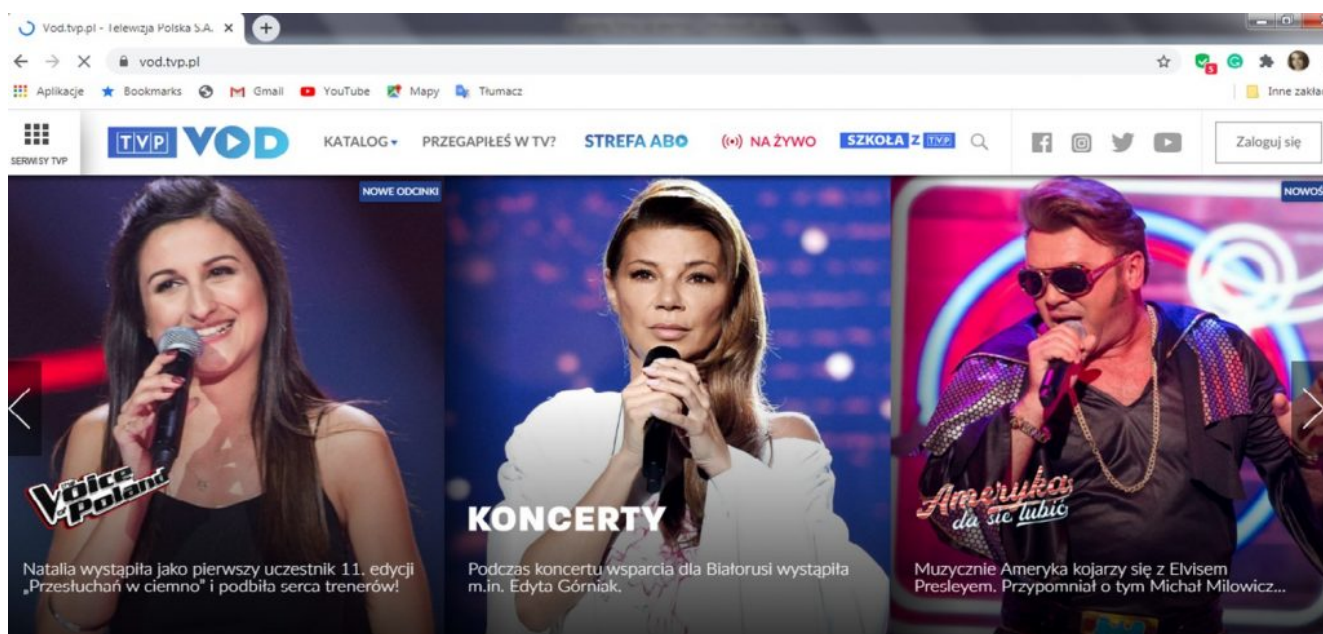 Vod.tvp.pl - Telewizja Polska S.A.
vod.tvp.pl
Aplikacje Bookmarks Gmail YouTube Mapy Tłumacz Inne zakła
SERWISY TVP
TVP VOD KATALOG PRZEGAPIŁEŚ W TV? STREFA ABO NA ŻYWO SZKOŁA Z TVP Zaloguj się
NOWE ODCINKI
NOWOŚ
The Voice of Poland
Natalia wystąpiła jako pierwszy uczestnik 11. edycji
„Przesłuchań w ciemno” i podbiła serca trenerów!
KONCERTY
Podczas koncertu wsparcia dla Białorusi wystąpiła
m.in. Edyta Górniak.
Ameryka
da się lubić
Muzycznie Ameryka kojarzy się z Elvisem
Presleyem. Przypomniał o tym Michał Milowicz...